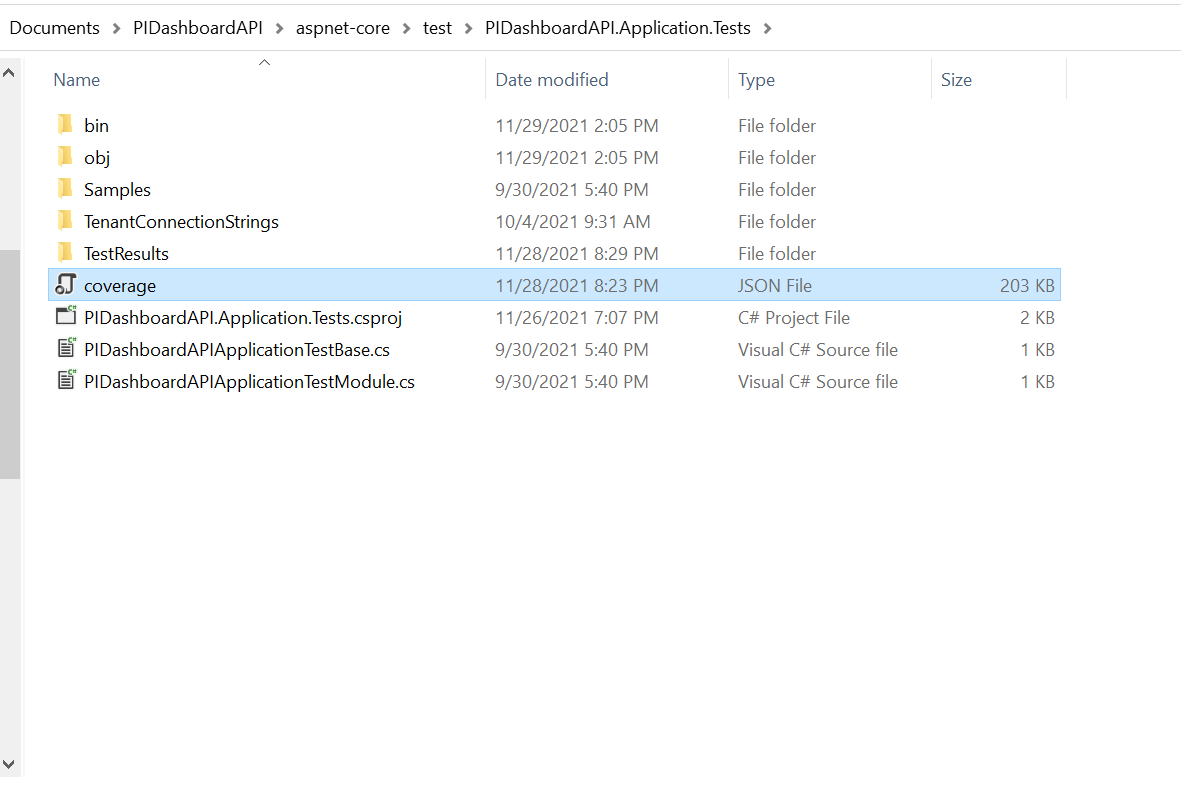 Documents > PIDashboardAPI > aspnet-core > test > PIDashboardAPI.Application.Tests >
Name Date modified Type Size
bin 11/29/2021 2:05 PM File folder
obj 11/29/2021 2:05 PM File folder
Samples 9/30/2021 5:40 PM File folder
TenantConnectionStrings 10/4/2021 9:31 AM File folder
TestResults 11/28/2021 8:29 PM File folder
coverage 11/28/2021 8:23 PM JSON File 203 KB
PIDashboardAPI.Application.Tests.csproj 11/26/2021 7:07 PM C# Project File 2 KB
PIDashboardAPIApplicationTestBase.cs 9/30/2021 5:40 PM Visual C# Source file 1 KB
PIDashboardAPIApplicationTestModule.cs 9/30/2021 5:40 PM Visual C# Source file 1 KB